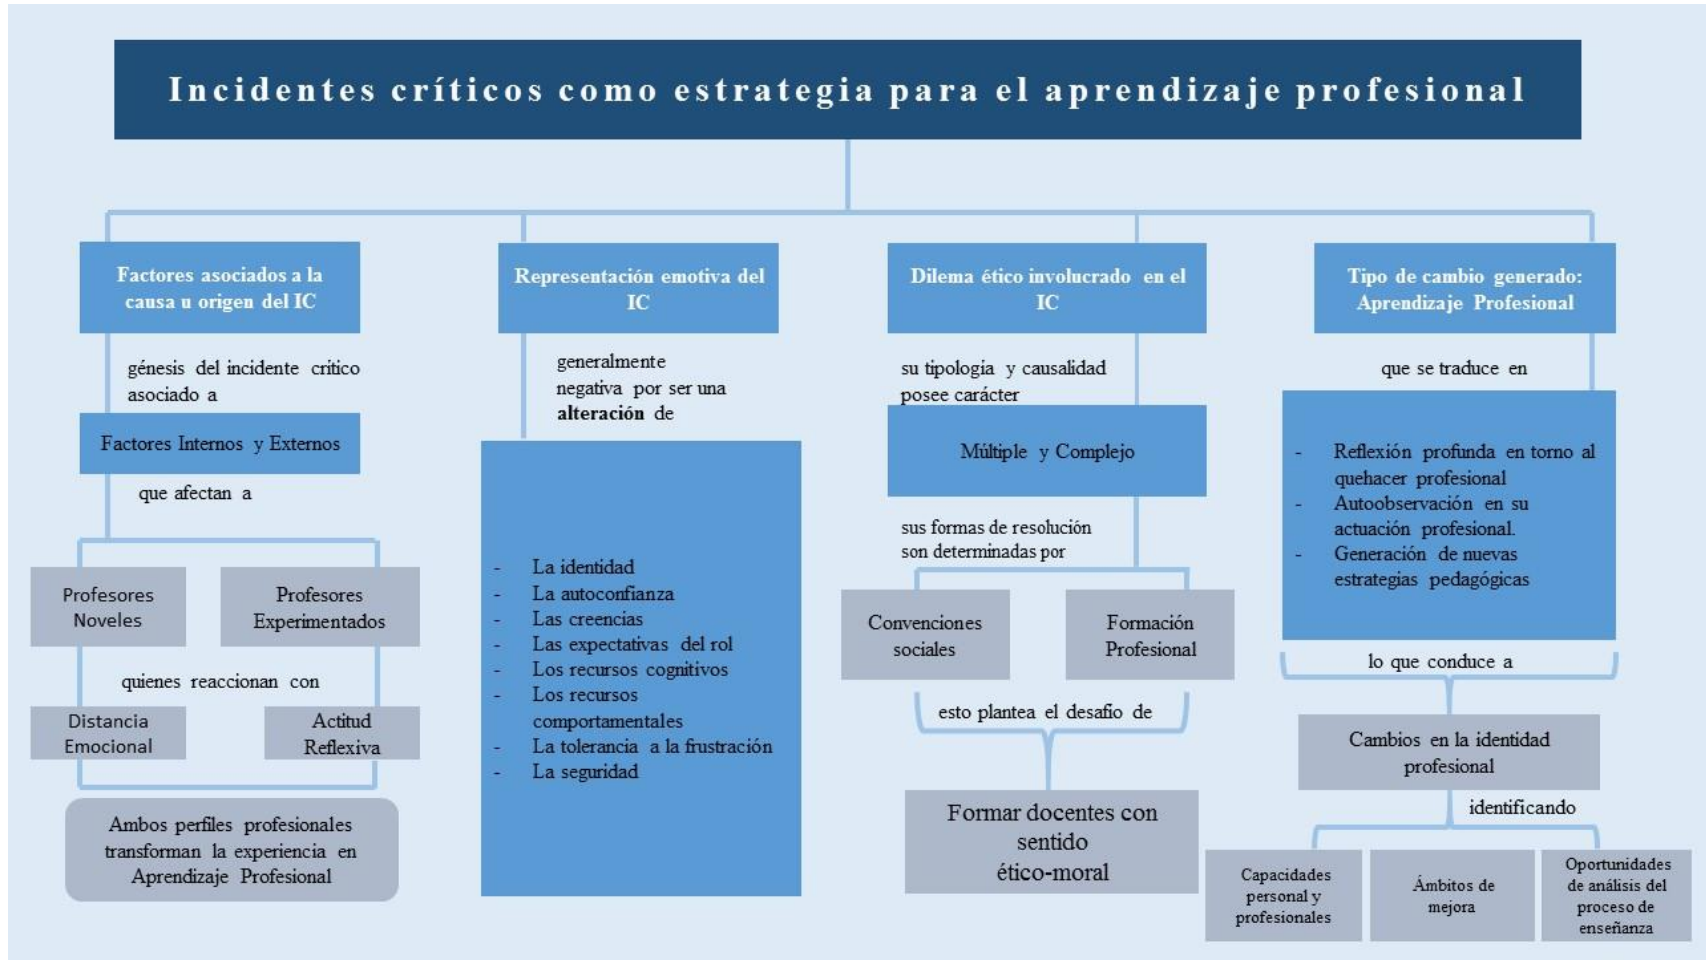 Incidentes críticos como estrategia para el aprendizaje profesional
Factores asociados a la
causa u origen del IC
génesis del incidente crítico
asociado a
Factores Internos y Externos
que afectan a
Profesores
Noveles
Profesores
Experimentados
quienes reaccionan con
Distancia
Emocional
Actitud
Reflexiva
Ambos perfiles profesionales
transforman la experiencia en
Aprendizaje Profesional
Representación emotiva del
IC
generalmente
negativa por ser una
alteración de
- La identidad
- La autoconfianza
- Las creencias
- Las expectativas del rol
- Los recursos cognitivos
- Los recursos
comportamentales
- La tolerancia a la frustración
- La seguridad
Dilema ético involucrado en el
IC
su tipología y causalidad
posee carácter
Múltiple y Complejo
sus formas de resolución
son determinadas por
Convenciones
sociales
Formación
Profesional
esto plantea el desafío de
Formar docentes con
sentido
ético-moral
Tipo de cambio generado:
Aprendizaje Profesional
que se traduce en
- Reflexión profunda en torno al
quehacer profesional
- Autoobservación en su
actuación profesional.
- Generación de nuevas
estrategias pedagógicas
lo que conduce a
Cambios en la identidad
profesional
identificando
Capacidades
personal y
profesionales
Ámbitos de
mejora
Oportunidades
de análisis del
proceso de
enseñanza